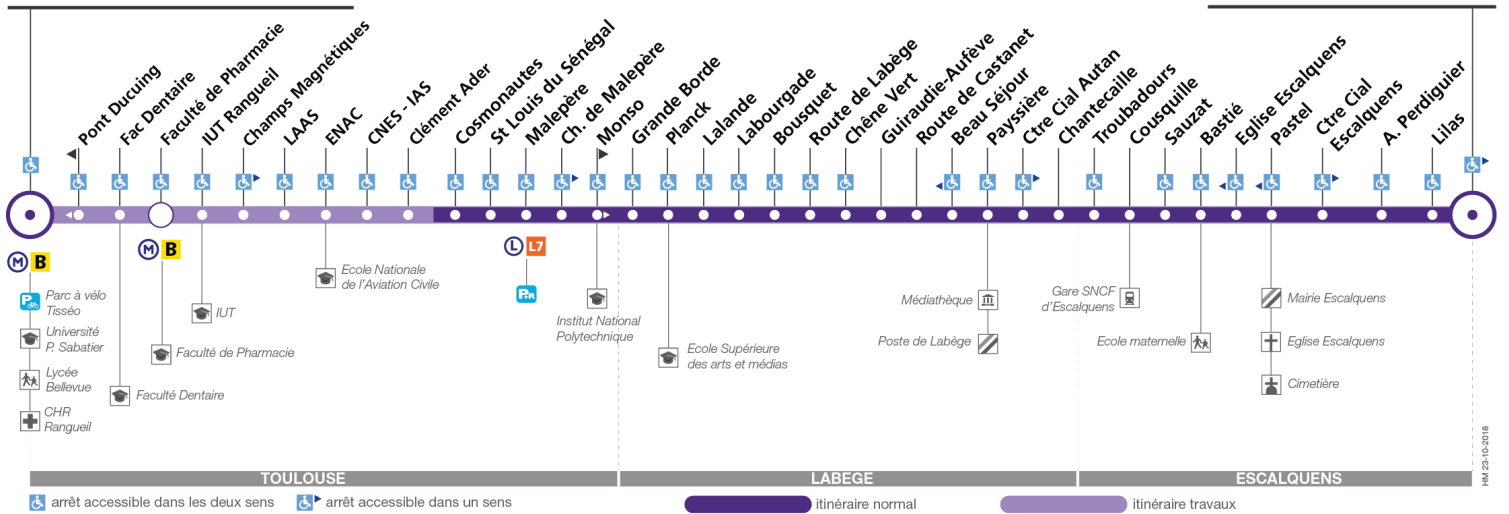 Pont Ducuing
Fac Dentaire
Faculté de Pharmacie
IUT Rangueil
Champs Magnétiques
LAAS
ENAC
CNES - IAS
Clément Ader
Cosmonautes
St Louis du Sénégal
Malepère
Ch. de Malepère
Monso
Grande Borde
Planck
Lalande
Labourgade
Bousquet
Route de Labège
Chêne Vert
Guiraudie-Aufève
Route de Castanet
Beau Séjour
Payssière
Ctre Cial Autan
Chantecaille
Troubadours
Cousquille
Sauzat
Bastié
Eglise Escalquens
Pastel
Ctre Cial
Escalquens
A. Perdiguier
Lilas
M B
Parc à vélo
Tisséo
Université
P. Sabatier
Lycée
Bellevue
CHR
Rangueil
Faculté Dentaire
M B
Faculté de Pharmacie
IUT
Ecole Nationale
de l'Aviation Civile
L L7
P+R
Institut National
Polytechnique
Ecole Supérieure
des arts et médias
Médiathèque
Poste de Labège
Gare SNCF
d'Escalquens
Ecole maternelle
Mairie Escalquens
Eglise Escalquens
Cimetière
HM 23-10-2018
TOULOUSE
LABEGE
ESCALQUENS
arrêt accessible dans les deux sens
arrêt accessible dans un sens
itinéraire normal
itinéraire travaux